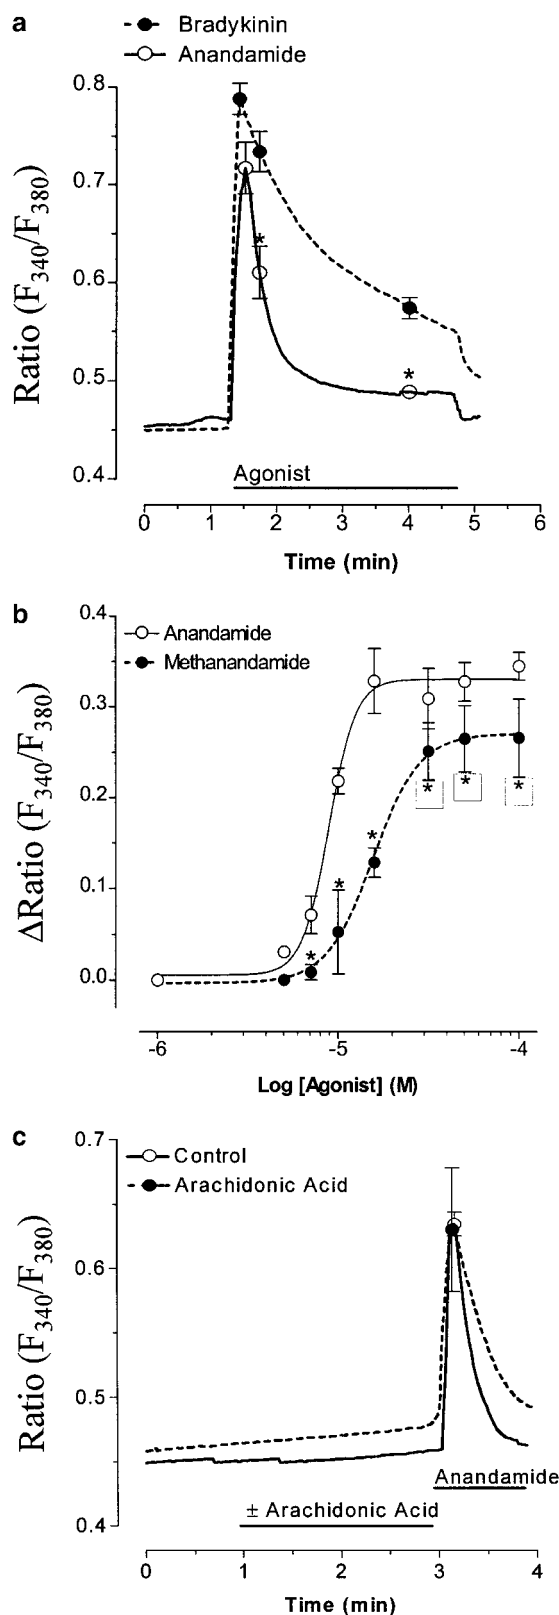 a
Bradykinin
Anandamide
Ratio (F340/F380)
0.8
0.7
0.6
0.5
0.4
*
*
Agonist
0 1 2 3 4 5 6
Time (min)
b
Anandamide
Methanandamide
ΔRatio (F340/F380)
0.4
0.3
0.2
0.1
0.0
* * * * * *
-6 -5 -4
Log [Agonist] (M)
c
Control
Arachidonic Acid
Ratio (F340/F380)
0.7
0.6
0.5
0.4
Anandamide
± Arachidonic Acid
0 1 2 3 4
Time (min)